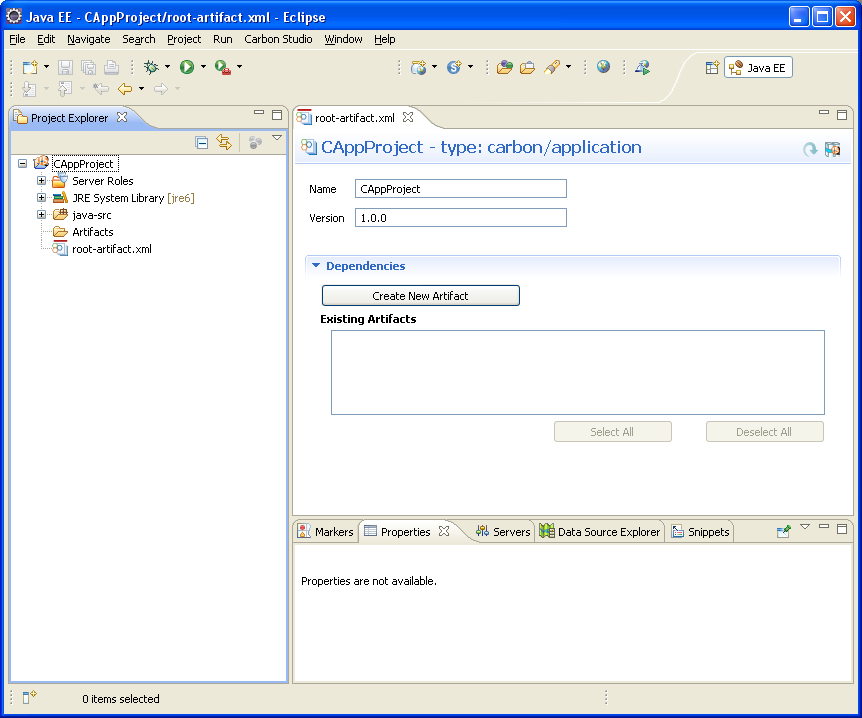 Java EE - CAppProject/root-artifact.xml - Eclipse
File Edit Navigate Search Project Run Carbon Studio Window Help
Java EE
Project Explorer
CAppProject
Server Roles
JRE System Library [jre6]
java-src
Artifacts
root-artifact.xml
root-artifact.xml
CAppProject - type: carbon/application
Name CAppProject
Version 1.0.0
Dependencies
Create New Artifact
Existing Artifacts
Select All Deselect All
Markers Properties Servers Data Source Explorer Snippets
Properties are not available.
0 items selected